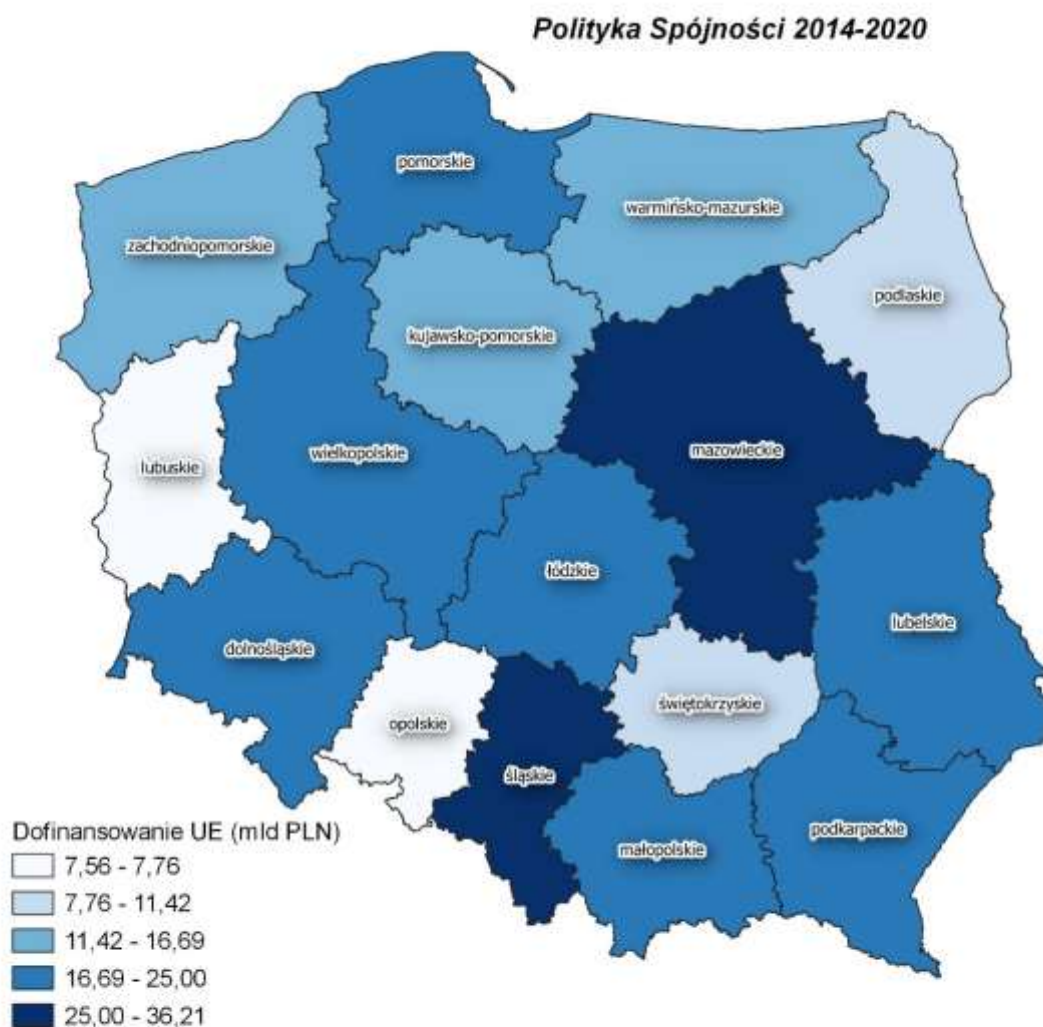 Polityka Spójności 2014-2020
pomorskie
warmińsko-mazurskie
zachodniopomorskie
podlaskie
kujawsko-pomorskie
mazowieckie
wielkopolskie
lubuskie
łódzkie
lubelskie
dolnośląskie
świętokrzyskie
opolskie
śląskie
podkarpackie
małopolskie
Dofinansowanie UE (mld PLN)
7,56 - 7,76
7,76 - 11,42
11,42 - 16,69
16,69 - 25,00
25,00 - 36,21